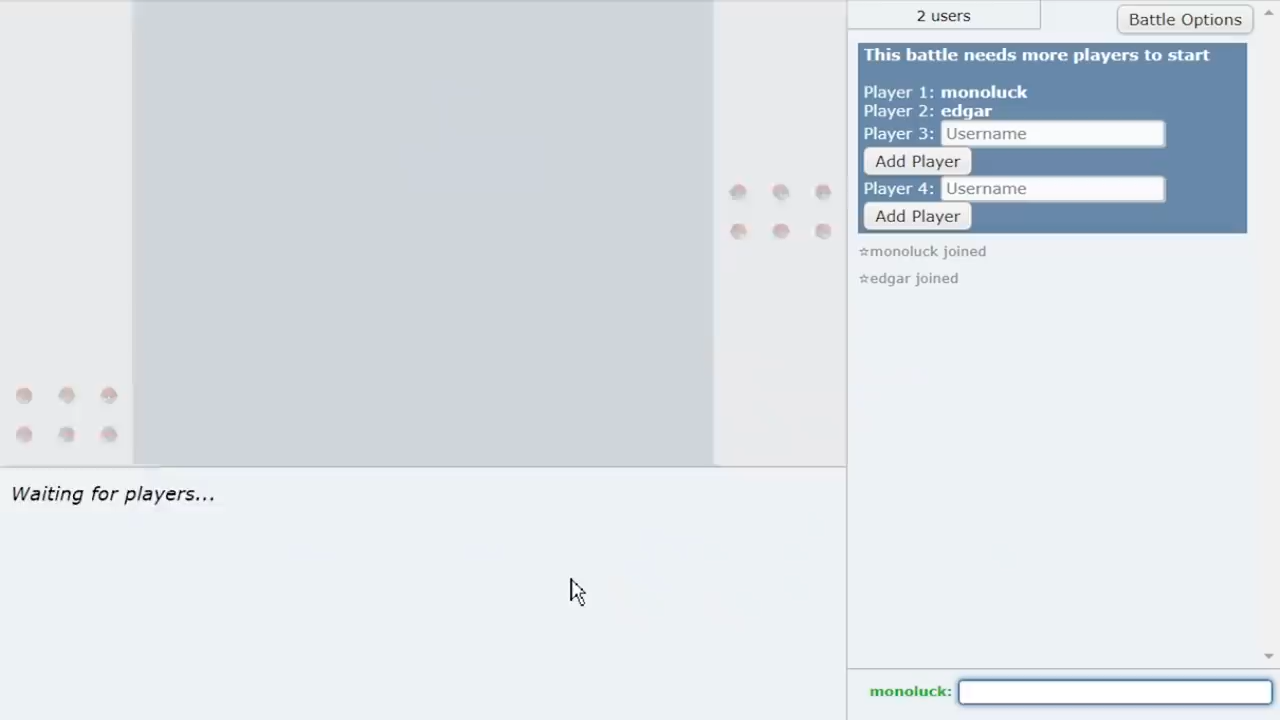 2 users
Battle Options
This battle needs more players to start
Player 1: monoluck
Player 2: edgar
Player 3: Username
Add Player
Player 4: Username
Add Player
☆monoluck joined
☆edgar joined
Waiting for players...
monoluck: